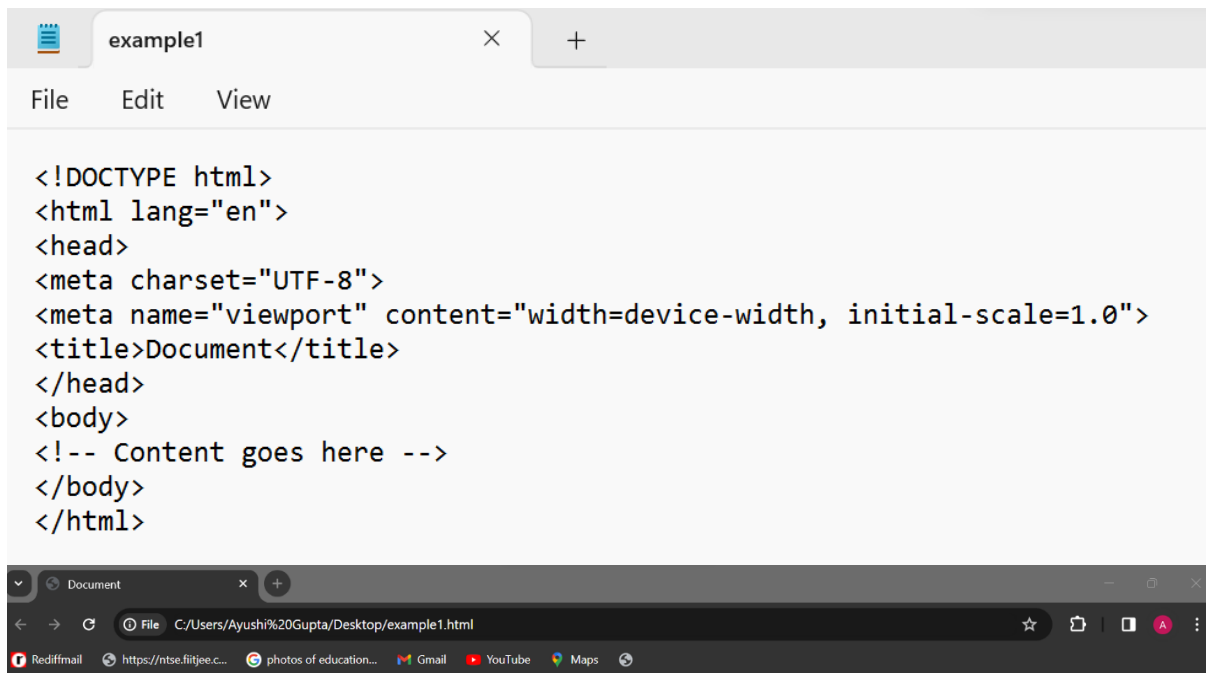 example1
File Edit View
<!DOCTYPE html>
<html lang="en">
<head>
<meta charset="UTF-8">
<meta name="viewport" content="width=device-width, initial-scale=1.0">
<title>Document</title>
</head>
<body>
<!-- Content goes here -->
</body>
</html>
Document
File C:/Users/Ayushi%20Gupta/Desktop/example1.html A
Rediffmail https://ntse.fiitjee.c... photos of education... Gmail YouTube Maps